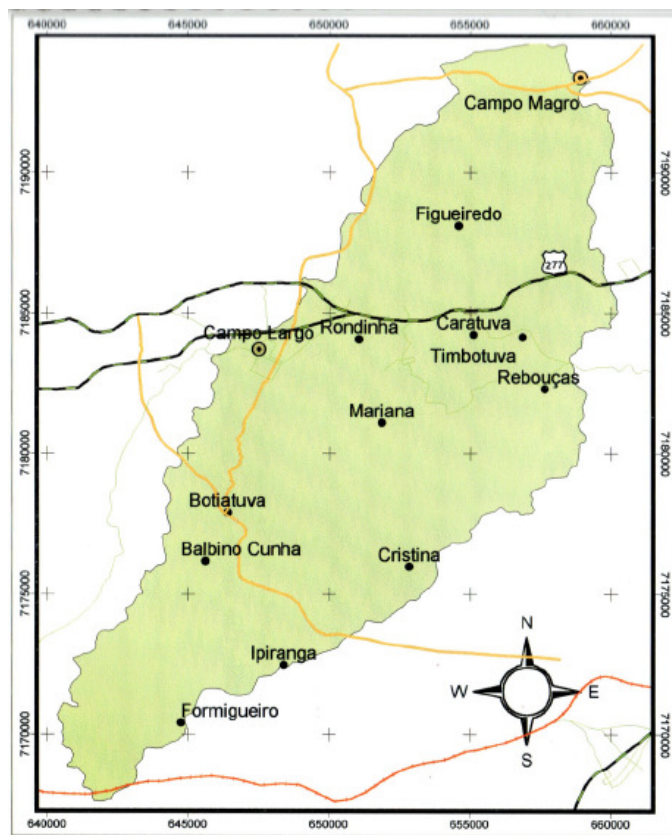 640000 645000 650000 655000 660000
Campo Magro
7190000 7190000
Figueiredo
277
7185000 7185000
Campo Largo Rondinha Caratuva
Timbotuva
Rebouças
Mariana
7180000 7180000
Botiatuva
Balbino Cunha Cristina
7175000 7175000
N
Ipiranga
W E
Formigueiro
7170000 7170000
S
640000 645000 650000 655000 660000